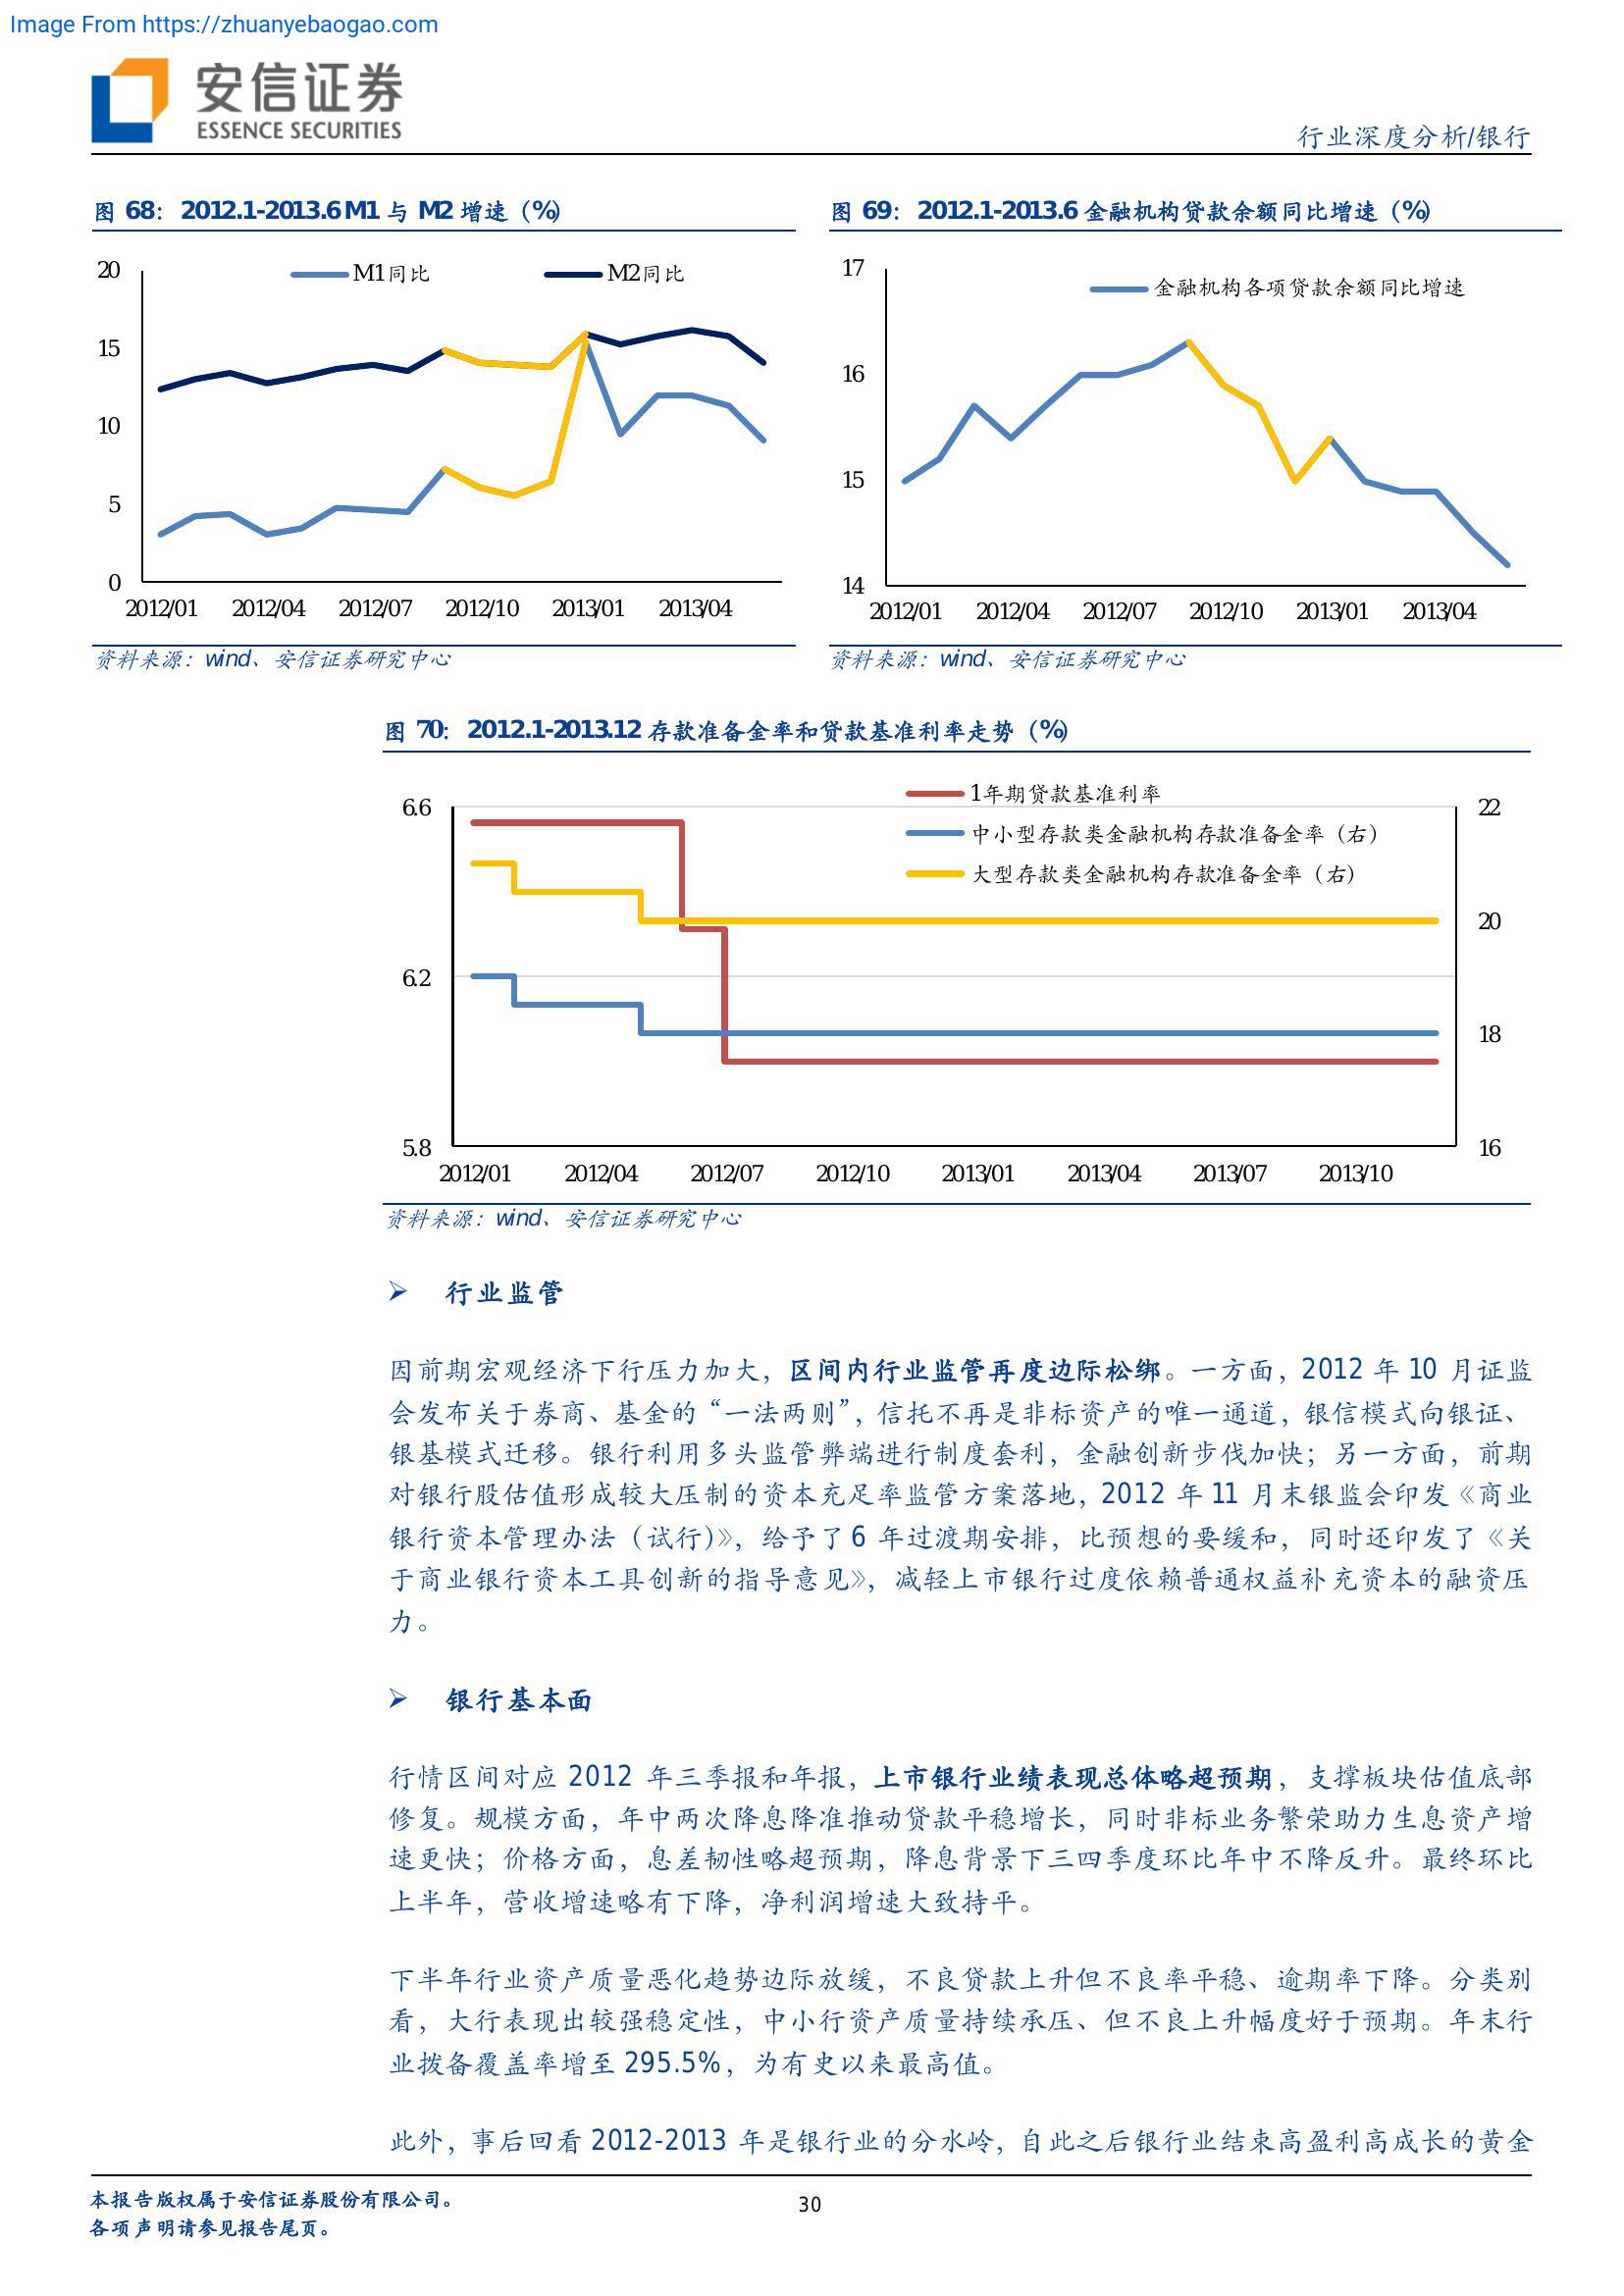 Image From https://zhuanyebaogao.com
安信证券
ESSENCE SECURITIES
行业深度分析/银行
图 68： 2012.1-2013.6 M1 与 M2 增速（%）
20
15
10
5
0
M1同比
M2同比
2012/01 2012/04 2012/07 2012/10 2013/01 2013/04
资料来源：wind、安信证券研究中心
图 69： 2012.1-2013.6 金融机构贷款余额同比增速（%）
17
16
15
14
金融机构各项贷款余额同比增速
2012/01 2012/04 2012/07 2012/10 2013/01 2013/04
资料来源：wind、安信证券研究中心
图 70： 2012.1-2013.12 存款准备金率和贷款基准利率走势（%）
6.6
6.2
5.8
1年期贷款基准利率
中小型存款类金融机构存款准备金率（右）
大型存款类金融机构存款准备金率（右）
22
20
18
16
2012/01 2012/04 2012/07 2012/10 2013/01 2013/04 2013/07 2013/10
资料来源：wind、安信证券研究中心
➢ 行业监管
因前期宏观经济下行压力加大，区间内行业监管再度边际松绑。一方面，2012 年 10 月证监
会发布关于券商、基金的“一法两则”，信托不再是非标资产的唯一通道，银信模式向银证、
银基模式迁移。银行利用多头监管弊端进行制度套利，金融创新步伐加快；另一方面，前期
对银行股估值形成较大压制的资本充足率监管方案落地，2012 年 11 月末银监会印发《商业
银行资本管理办法（试行）》，给予了 6 年过渡期安排，比预想的要缓和，同时还印发了《关
于商业银行资本工具创新的指导意见》，减轻上市银行过度依赖普通权益补充资本的融资压
力。
➢ 银行基本面
行情区间对应 2012 年三季报和年报，上市银行业绩表现总体略超预期，支撑板块估值底部
修复。规模方面，年中两次降息降准推动贷款平稳增长，同时非标业务繁荣助力生息资产增
速更快；价格方面，息差韧性略超预期，降息背景下三四季度环比年中不降反升。最终环比
上半年，营收增速略有下降，净利润增速大致持平。
下半年行业资产质量恶化趋势边际放缓，不良贷款上升但不良率平稳、逾期率下降。分类别
看，大行表现出较强稳定性，中小行资产质量持续承压、但不良上升幅度好于预期。年末行
业拨备覆盖率增至 295.5%，为有史以来最高值。
此外，事后回看 2012-2013 年是银行业的分水岭，自此之后银行业结束高盈利高成长的黄金
本报告版权属于安信证券股份有限公司。
各项声明请参见报告尾页。
30